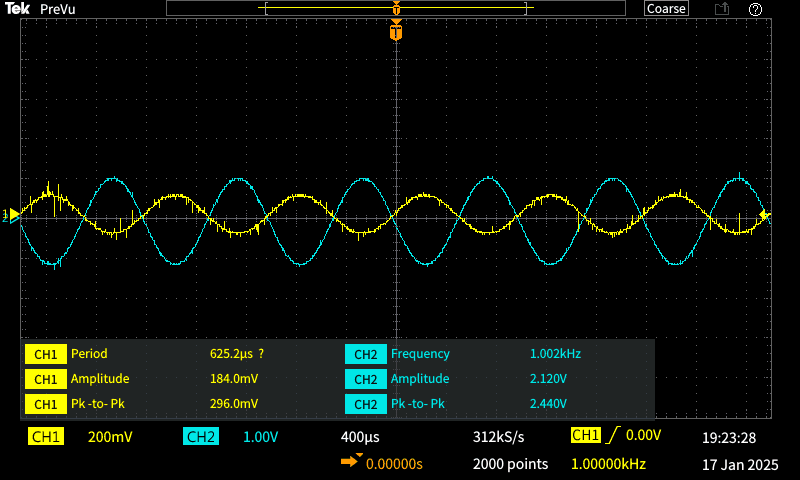 Tek PreVu T Coarse ?
T
1
2
CH1 Period 625.2µs ? CH2 Frequency 1.002kHz
CH1 Amplitude 184.0mV CH2 Amplitude 2.120V
CH1 Pk -to- Pk 296.0mV CH2 Pk -to- Pk 2.440V
CH1 200mV CH2 1.00V 400µs 312kS/s CH1 0.00V 19:23:28
T 0.00000s 2000 points 1.00000kHz 17 Jan 2025